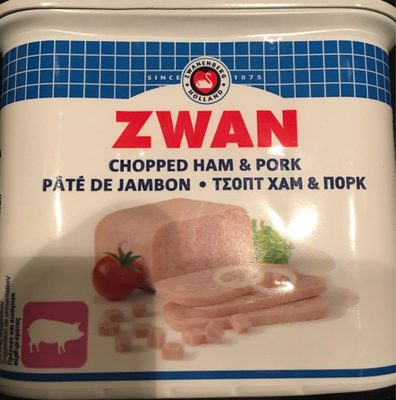 ZWANENBERG
SINCE 1875
HOLLAND
ZWAN
CHOPPED HAM & PORK
PÂTÉ DE JAMBON • ΤΣΟΠΤ ΧΑΜ & ΠΟΡΚ